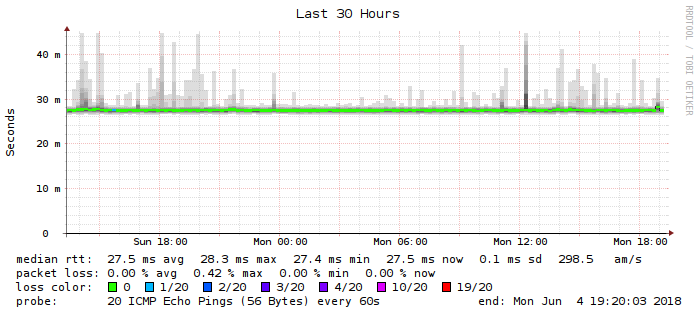 Last 30 Hours
RRDTOOL / TOBI OETIKER
Seconds
40 m
30 m
20 m
10 m
0
Sun 18:00 Mon 00:00 Mon 06:00 Mon 12:00 Mon 18:00
median rtt: 27.5 ms avg 28.3 ms max 27.4 ms min 27.5 ms now 0.1 ms sd 298.5 am/s
packet loss: 0.00 % avg 0.42 % max 0.00 % min 0.00 % now
loss color: 0 1/20 2/20 3/20 4/20 10/20 19/20
probe: 20 ICMP Echo Pings (56 Bytes) every 60s end: Mon Jun 4 19:20:03 2018